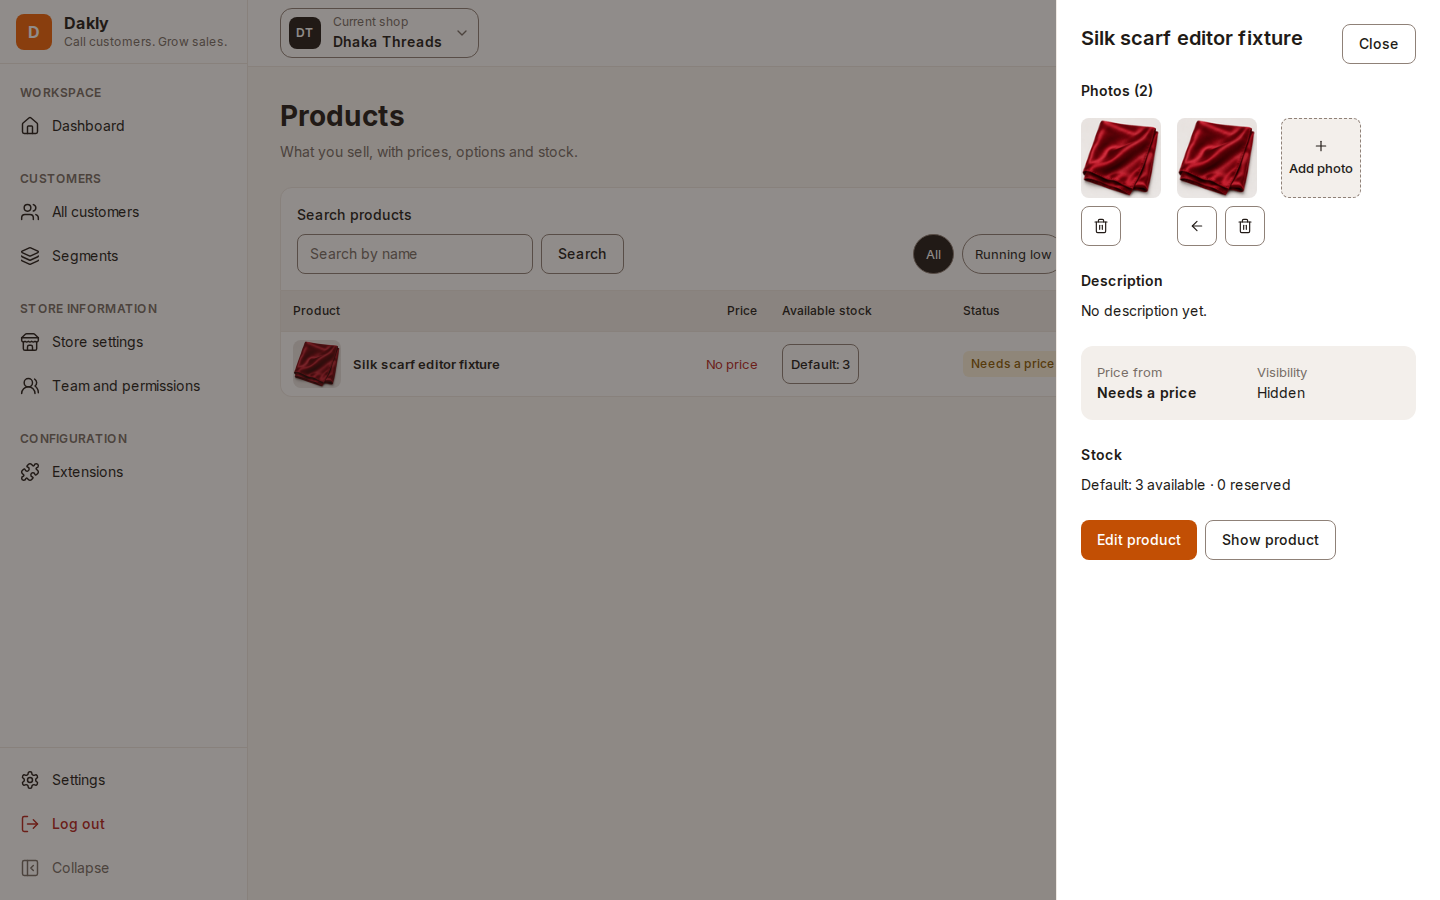 D
Dakly
Call customers. Grow sales.
WORKSPACE
Dashboard
CUSTOMERS
All customers
Segments
STORE INFORMATION
Store settings
Team and permissions
CONFIGURATION
Extensions
Settings
Log out
Collapse
DT
Current shop
Dhaka Threads
Products
What you sell, with prices, options and stock.
Search products
Search by name
Search
All
Running low
Product
Price
Available stock
Status
Silk scarf editor fixture
No price
Default: 3
Needs a price
Silk scarf editor fixture
Close
Photos (2)
Add photo
Description
No description yet.
Price from
Visibility
Needs a price
Hidden
Stock
Default: 3 available · 0 reserved
Edit product
Show product